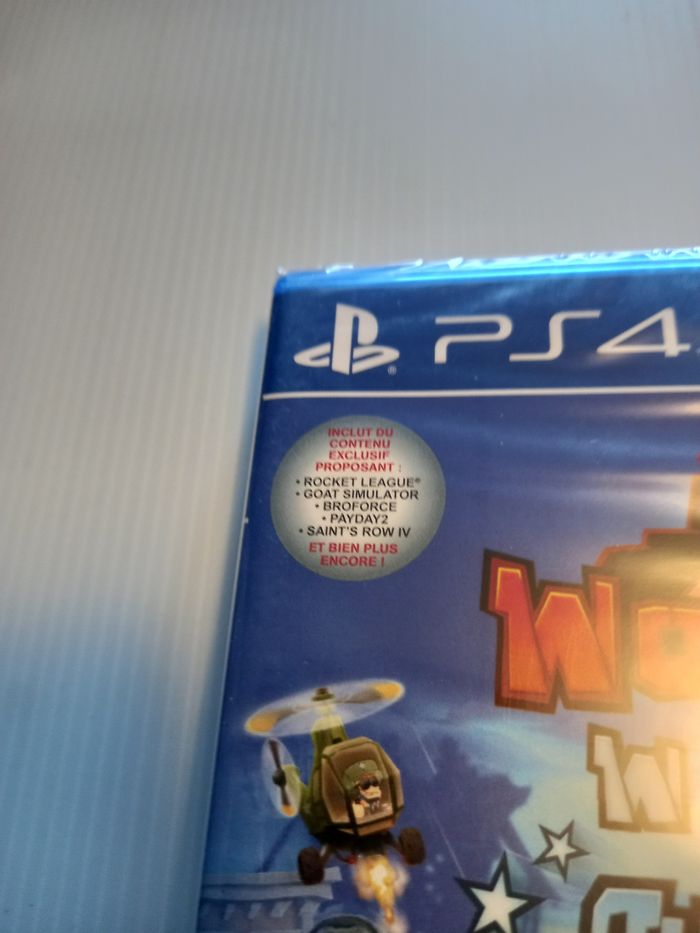 PS4
INCLUT DU
CONTENU
EXCLUSIF
PROPOSANT :
• ROCKET LEAGUE®
• GOAT SIMULATOR
• BROFORCE
• PAYDAY2
• SAINT'S ROW IV
ET BIEN PLUS
ENCORE !
Wo
W